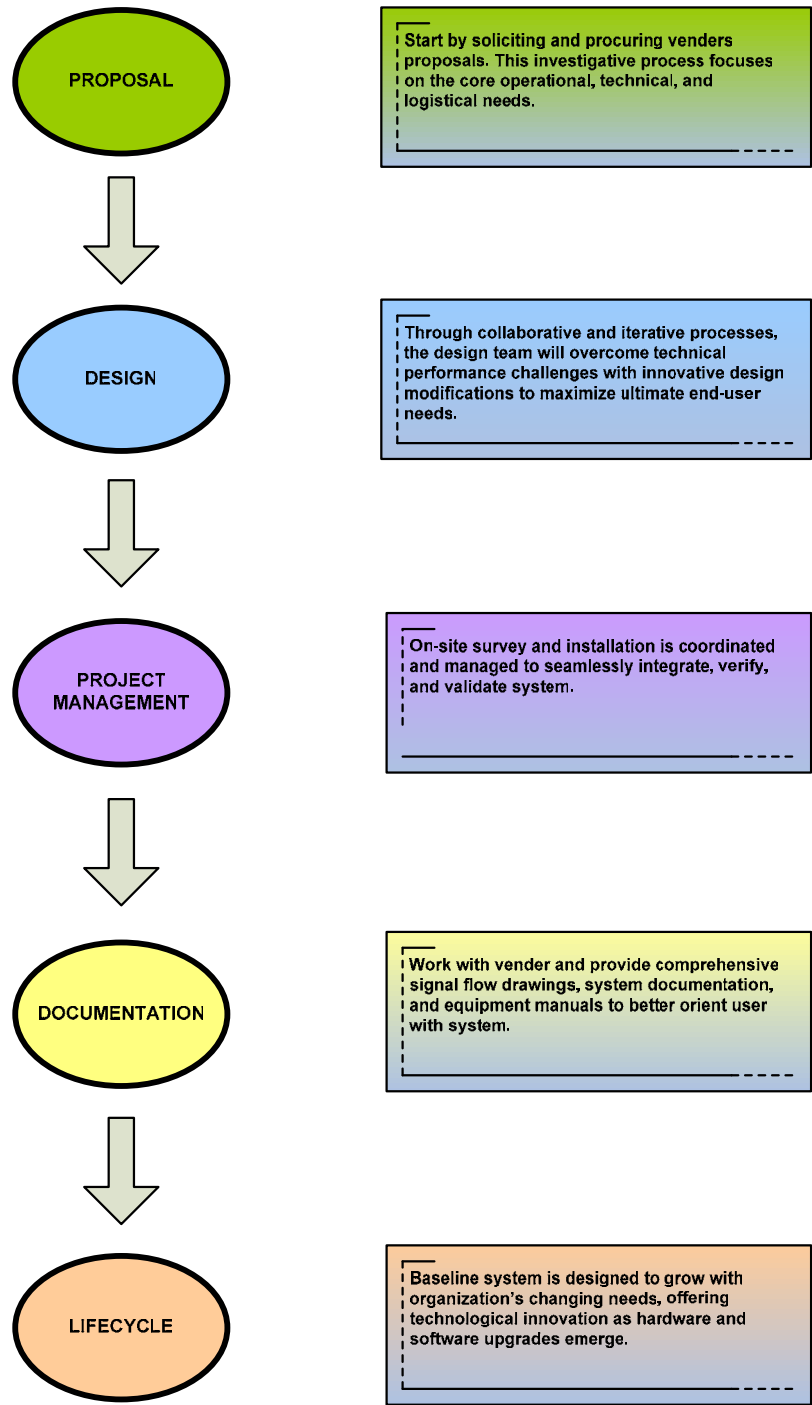 PROPOSAL
Start by soliciting and procuring venders
proposals. This investigative process focuses
on the core operational, technical, and
logistical needs.
DESIGN
Through collaborative and iterative processes,
the design team will overcome technical
performance challenges with innovative design
modifications to maximize ultimate end-user
needs.
PROJECT
MANAGEMENT
On-site survey and installation is coordinated
and managed to seamlessly integrate, verify,
and validate system.
DOCUMENTATION
Work with vender and provide comprehensive
signal flow drawings, system documentation,
and equipment manuals to better orient user
with system.
LIFECYCLE
Baseline system is designed to grow with
organization's changing needs, offering
technological innovation as hardware and
software upgrades emerge.